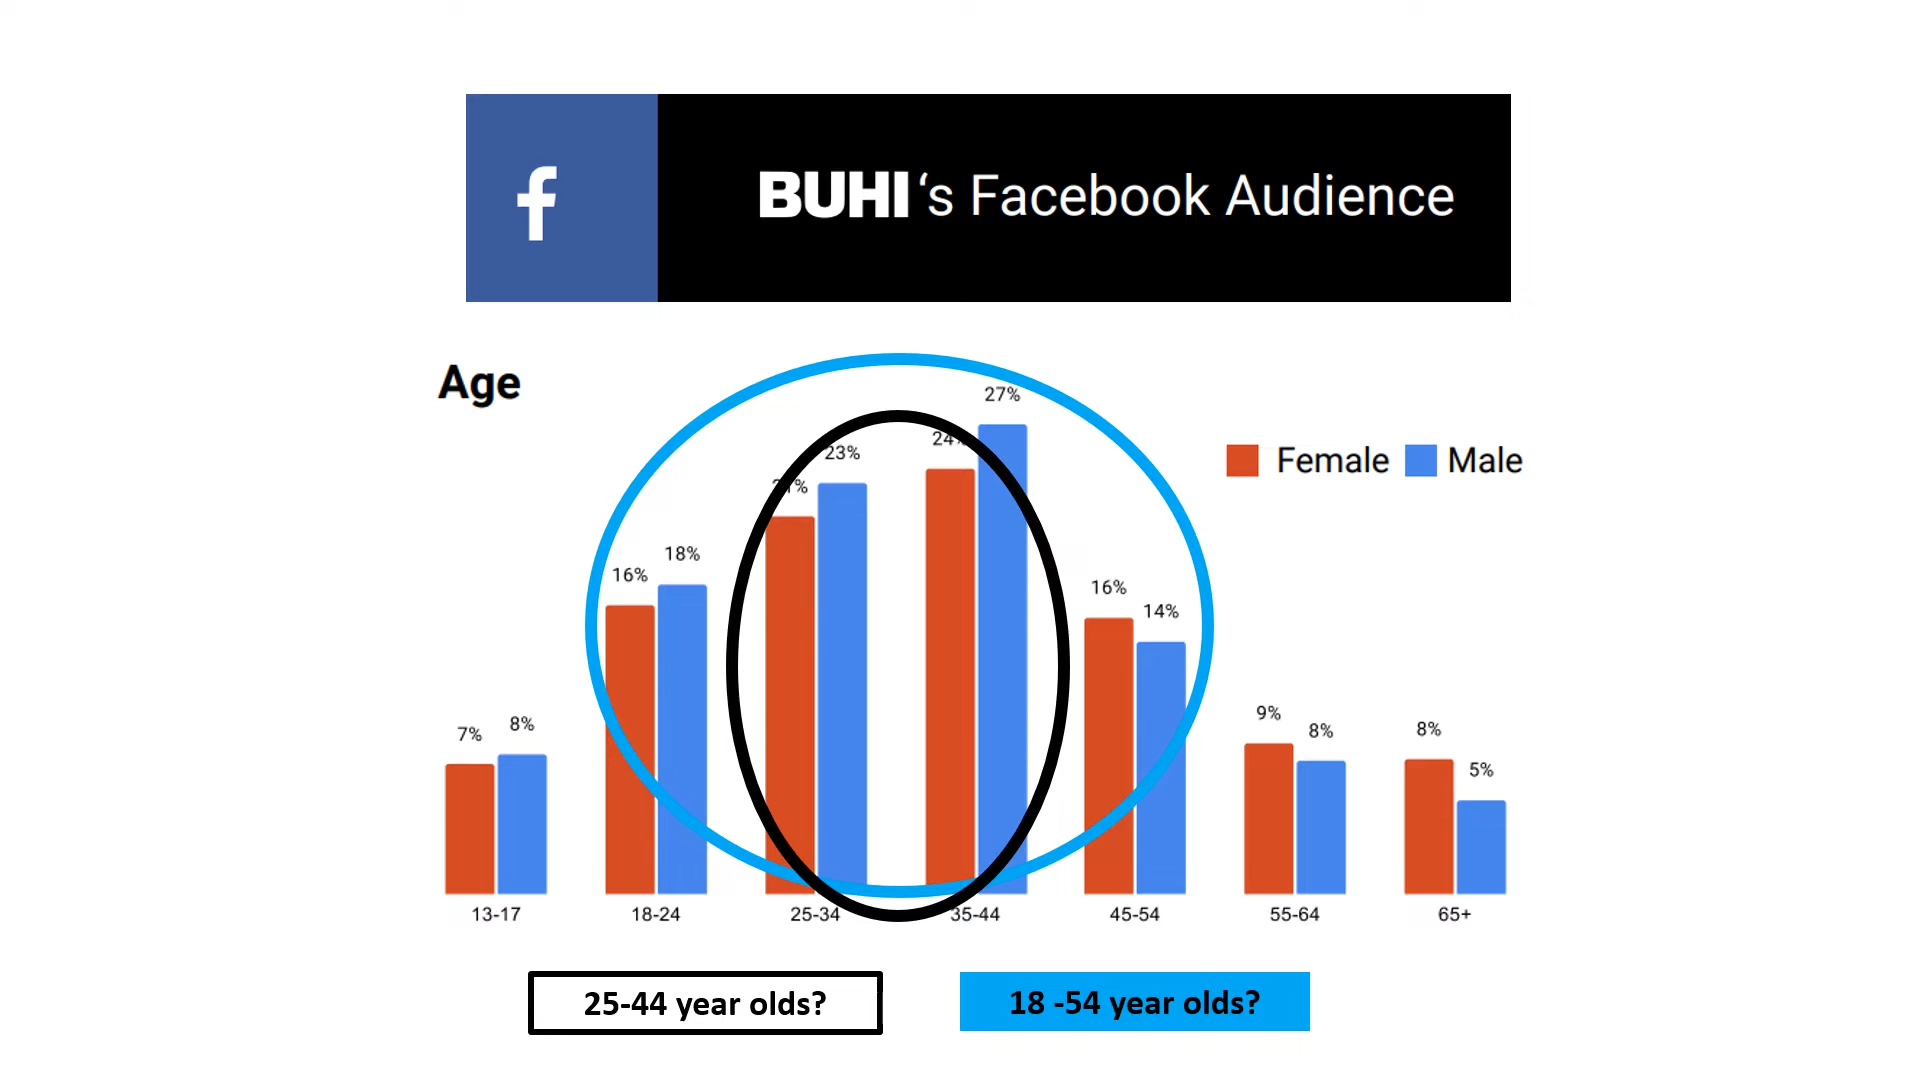 f
BUHI 's Facebook Audience
Age
Female Male
7% 8% 16% 18% 23% 27% 16% 14% 9% 8% 8% 5%
13-17 18-24 25-34 35-44 45-54 55-64 65+
25-44 year olds? 18 -54 year olds?